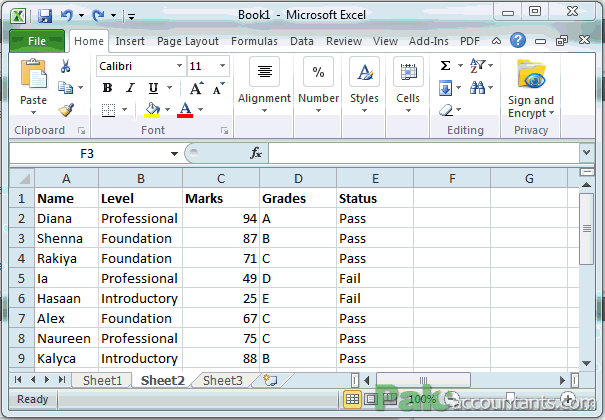 Book1 - Microsoft Excel
File Home Insert Page Layout Formulas Data Review View Add-Ins PDF
Calibri 11
Paste B I U A Alignment Number Styles Cells Sign and Encrypt
Clipboard Font Editing Privacy
F3 fx
A B C D E F G
1 Name Level Marks Grades Status
2 Diana Professional 94 A Pass
3 Shenna Foundation 87 B Pass
4 Rakiya Foundation 71 C Pass
5 Ia Professional 49 D Fail
6 Hasaan Introductory 25 E Fail
7 Alex Foundation 67 C Pass
8 Naureen Professional 75 C Pass
9 Kalyca Introductory 88 B Pass
Sheet1 Sheet2 Sheet3
Ready 100%
Pakaccountants.com